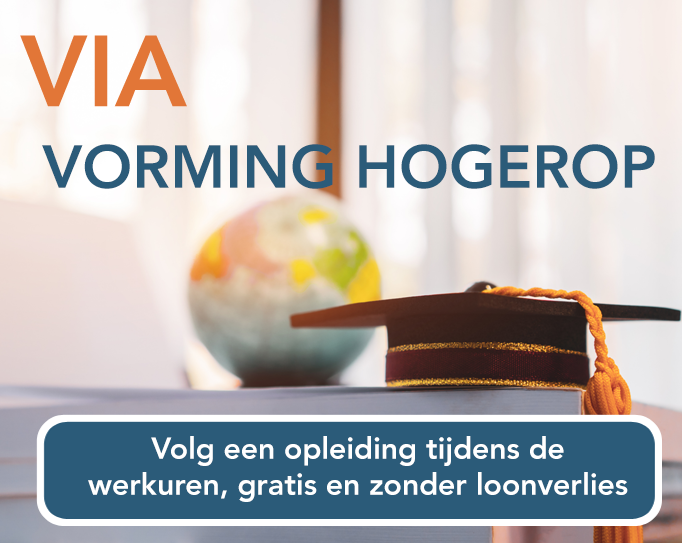 VIA
VORMING HOGEROP
Volg een opleiding tijdens de
werkuren, gratis en zonder loonverlies